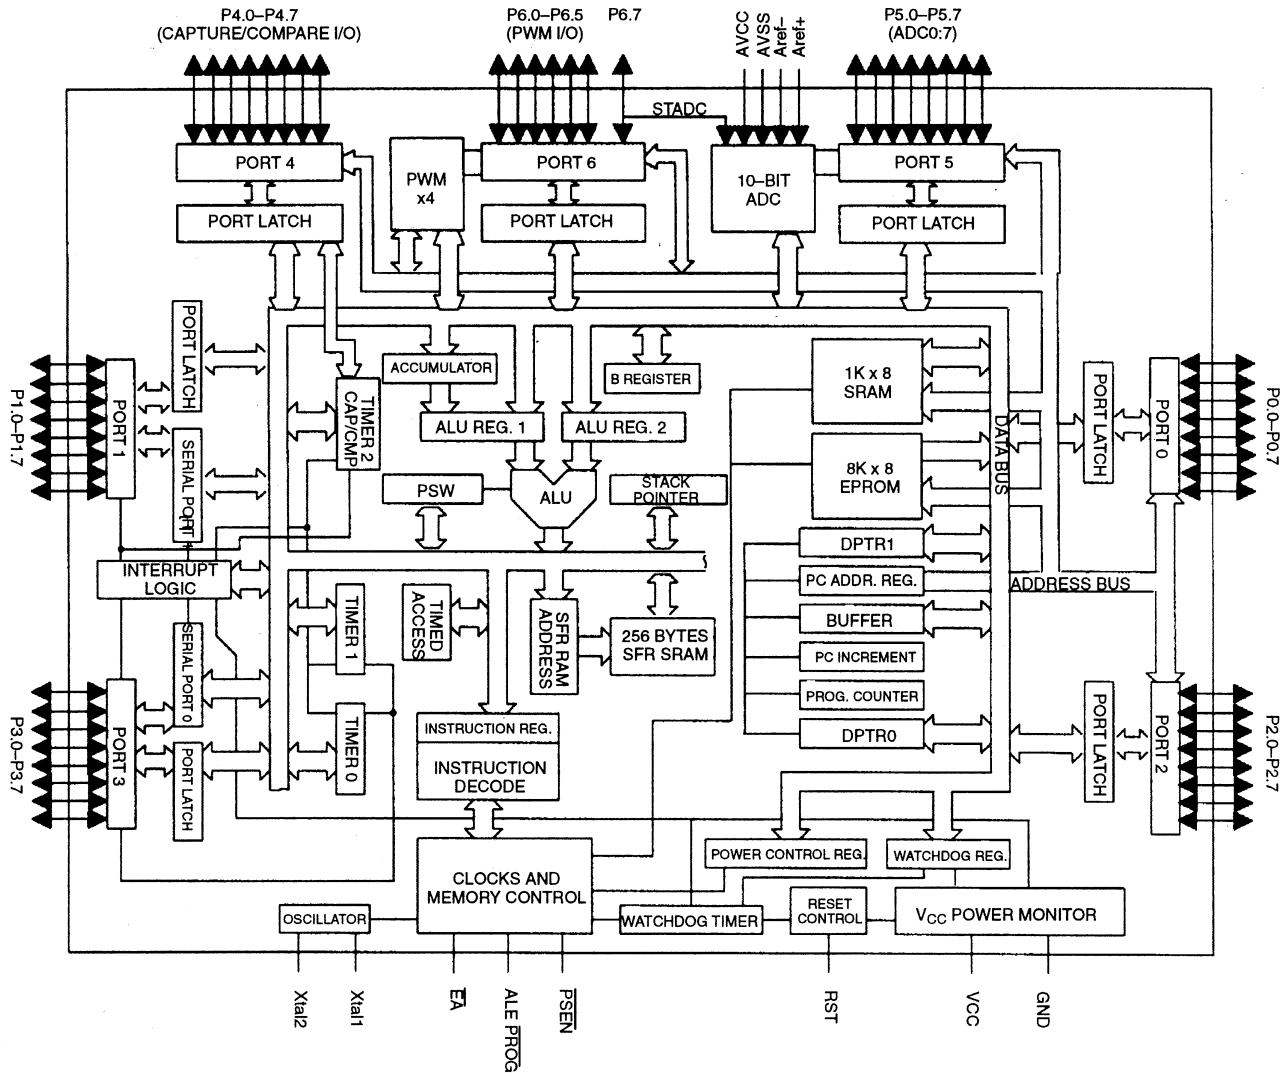 P4.0–P4.7
(CAPTURE/COMPARE I/O)
P6.0–P6.5
(PWM I/O)
P6.7
AVCC
AVSS
Aref–
Aref+
P5.0–P5.7
(ADC0:7)
STADC
PORT 4
PWM
x4
PORT 6
10–BIT
ADC
PORT 5
PORT LATCH
PORT LATCH
PORT LATCH
P1.0–P1.7
PORT 1
PORT LATCH
SERIAL PORT 1
TIMER 2
CAP/CMP
ACCUMULATOR
B REGISTER
ALU REG. 1
ALU REG. 2
PSW
ALU
STACK
POINTER
1K x 8
SRAM
8K x 8
EPROM
DATA BUS
PORT LATCH
PORT 0
P0.0–P0.7
DPTR1
PC ADDR. REG.
BUFFER
PC INCREMENT
PROG. COUNTER
DPTR0
ADDRESS BUS
INTERRUPT
LOGIC
TIMER 1
TIMED
ACCESS
SFR RAM
ADDRESS
256 BYTES
SFR SRAM
SERIAL PORT 0
P3.0–P3.7
PORT 3
PORT LATCH
TIMER 0
INSTRUCTION REG.
INSTRUCTION
DECODE
PORT LATCH
PORT 2
P2.0–P2.7
POWER CONTROL REG.
WATCHDOG REG.
CLOCKS AND
MEMORY CONTROL
OSCILLATOR
WATCHDOG TIMER
RESET
CONTROL
VCC POWER MONITOR
Xtal2
Xtal1
EA
ALE PROG
PSEN
RST
VCC
GND